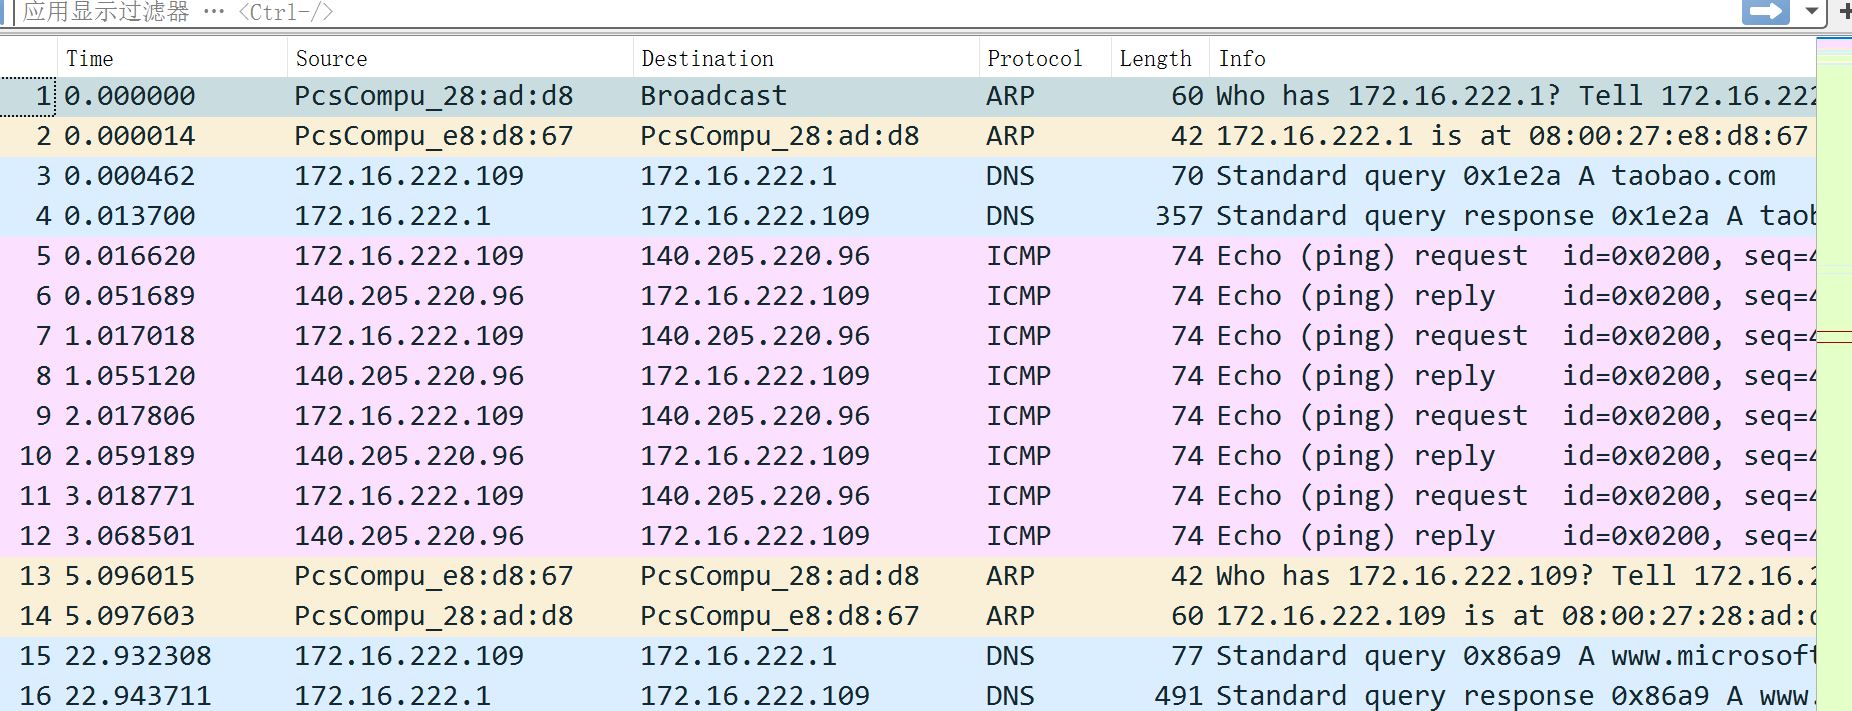 应用显示过滤器 … <Ctrl-/>
Time Source Destination Protocol Length Info
1 0.000000 PcsCompu_28:ad:d8 Broadcast ARP 60 Who has 172.16.222.1? Tell 172.16.222
2 0.000014 PcsCompu_e8:d8:67 PcsCompu_28:ad:d8 ARP 42 172.16.222.1 is at 08:00:27:e8:d8:67
3 0.000462 172.16.222.109 172.16.222.1 DNS 70 Standard query 0x1e2a A taobao.com
4 0.013700 172.16.222.1 172.16.222.109 DNS 357 Standard query response 0x1e2a A taob
5 0.016620 172.16.222.109 140.205.220.96 ICMP 74 Echo (ping) request id=0x0200, seq=4
6 0.051689 140.205.220.96 172.16.222.109 ICMP 74 Echo (ping) reply id=0x0200, seq=4
7 1.017018 172.16.222.109 140.205.220.96 ICMP 74 Echo (ping) request id=0x0200, seq=4
8 1.055120 140.205.220.96 172.16.222.109 ICMP 74 Echo (ping) reply id=0x0200, seq=4
9 2.017806 172.16.222.109 140.205.220.96 ICMP 74 Echo (ping) request id=0x0200, seq=4
10 2.059189 140.205.220.96 172.16.222.109 ICMP 74 Echo (ping) reply id=0x0200, seq=4
11 3.018771 172.16.222.109 140.205.220.96 ICMP 74 Echo (ping) request id=0x0200, seq=4
12 3.068501 140.205.220.96 172.16.222.109 ICMP 74 Echo (ping) reply id=0x0200, seq=4
13 5.096015 PcsCompu_e8:d8:67 PcsCompu_28:ad:d8 ARP 42 Who has 172.16.222.109? Tell 172.16.2
14 5.097603 PcsCompu_28:ad:d8 PcsCompu_e8:d8:67 ARP 60 172.16.222.109 is at 08:00:27:28:ad:d
15 22.932308 172.16.222.109 172.16.222.1 DNS 77 Standard query 0x86a9 A www.microsoft
16 22.943711 172.16.222.1 172.16.222.109 DNS 491 Standard query response 0x86a9 A www.